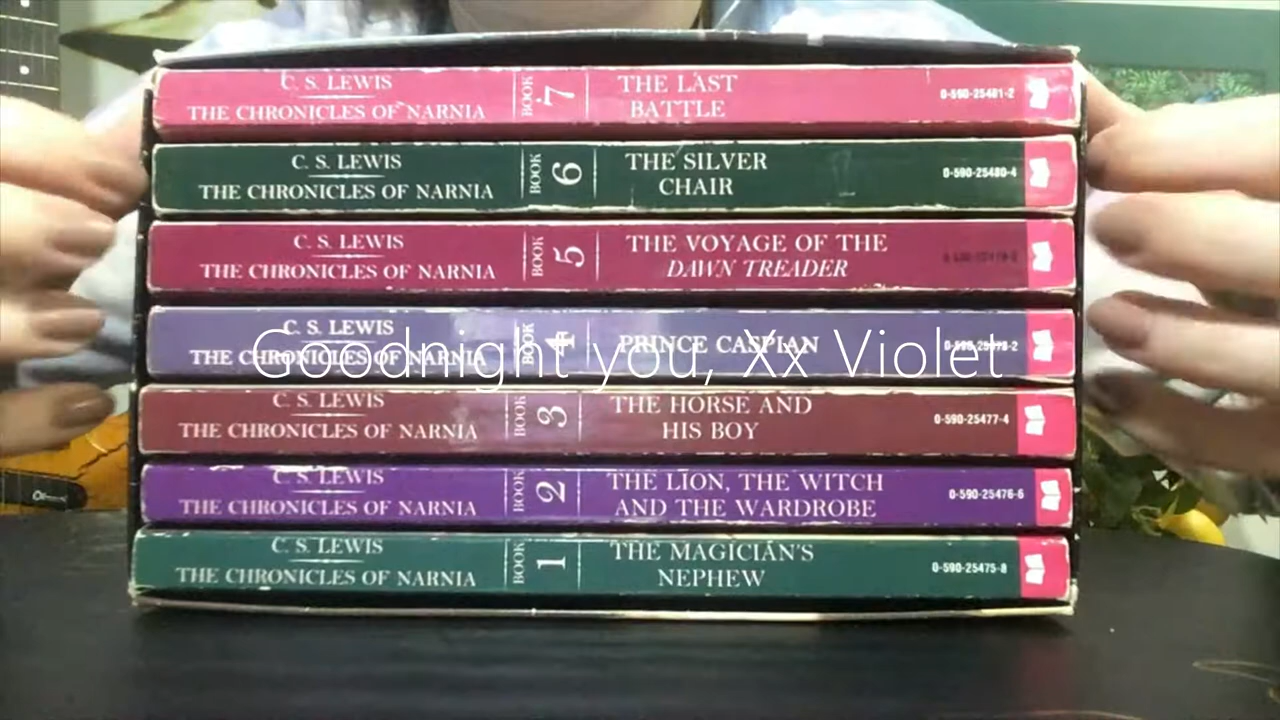 C. S. LEWIS
THE CHRONICLES OF NARNIA
BOOK 7
THE LAST
BATTLE
0-590-25481-2
C. S. LEWIS
THE CHRONICLES OF NARNIA
BOOK 6
THE SILVER
CHAIR
0-590-25480-4
C. S. LEWIS
THE CHRONICLES OF NARNIA
BOOK 5
THE VOYAGE OF THE
DAWN TREADER
C. S. LEWIS
THE CHRONICLES OF NARNIA
BOOK 4
PRINCE CASPIAN
Goodnight you, Xx Violet
C. S. LEWIS
THE CHRONICLES OF NARNIA
BOOK 3
THE HORSE AND
HIS BOY
0-590-25477-4
C. S. LEWIS
THE CHRONICLES OF NARNIA
BOOK 2
THE LION, THE WITCH
AND THE WARDROBE
0-590-25476-6
C. S. LEWIS
THE CHRONICLES OF NARNIA
BOOK 1
THE MAGICIAN'S
NEPHEW
0-590-25475-8